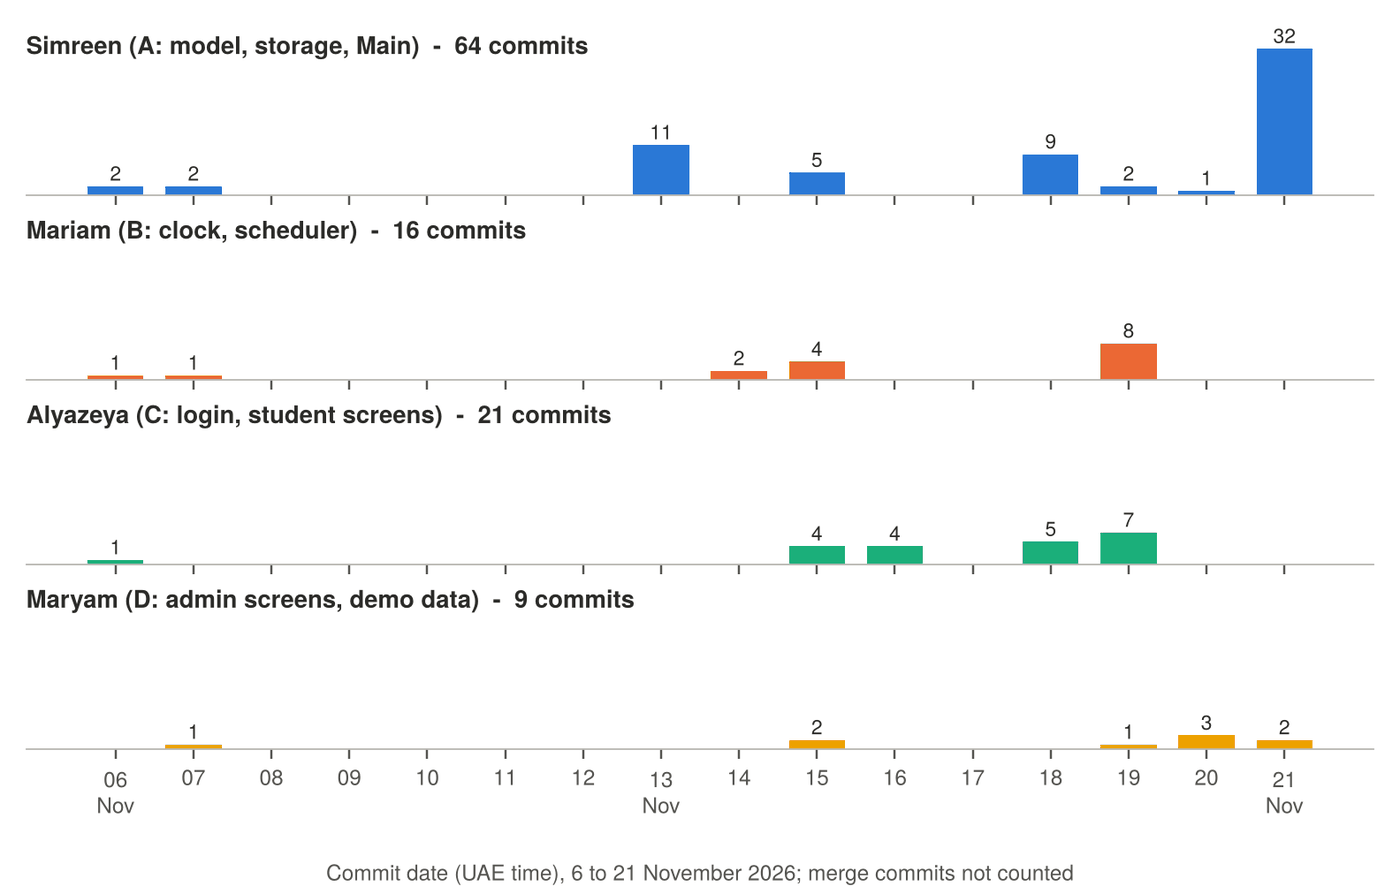 Simreen (A: model, storage, Main)  -  64 commits
32
11
9
5
2 2 2 1
Mariam (B: clock, scheduler)  -  16 commits
8
4
2
1 1
Alyazeya (C: login, student screens)  -  21 commits
7
5
4 4
1
Maryam (D: admin screens, demo data)  -  9 commits
3
2 2
1 1
06 07 08 09 10 11 12 13 14 15 16 17 18 19 20 21
Nov Nov Nov
Commit date (UAE time), 6 to 21 November 2026; merge commits not counted